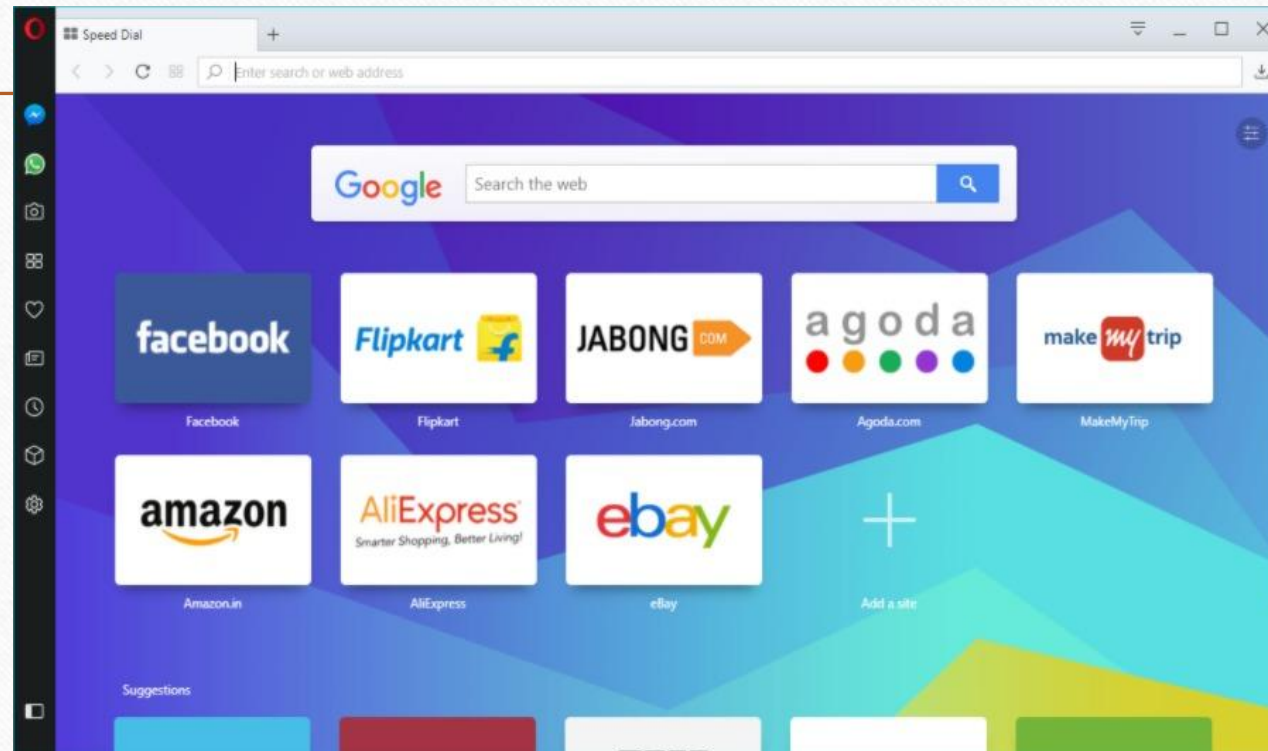 Speed Dial
Enter search or web address
Google Search the web
facebook Flipkart JABONG COM agoda make my trip
Facebook Flipkart Jabong.com Agoda.com MakeMyTrip
amazon AliExpress ebay
Smarter Shopping, Better Living!
Amazon.in AliExpress eBay Add a site
Suggestions